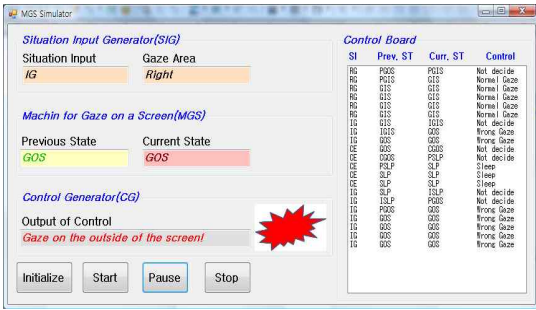 MGS Simulator
Situation Input Generator(SIG)
Situation Input Gaze Area
IG Right
Machin for Gaze on a Screen(MGS)
Previous State Current State
GOS GOS
Control Generator(CG)
Output of Control
Gaze on the outside of the screen!
Initialize Start Pause Stop
Control Board
SI Prev, ST Curr, ST Control
RG PGOS PGIS Not decide
RG PGIS GIS Normal Gaze
RG GIS GIS Normal Gaze
RG GIS GIS Normal Gaze
RG GIS GIS Normal Gaze
IG GIS IGIS Not decide
IG IGIS GOS Wrong Gaze
IG GOS GOS Wrong Gaze
CE GOS CGOS Not decide
CE CGOS PSLP Not decide
CE PSLP SLP Sleep
CE SLP SLP Sleep
CE SLP SLP Sleep
IG SLP ISLP Not decide
IG ISLP PGOS Not decide
IG PGOS GOS Wrong Gaze
IG GOS GOS Wrong Gaze
IG GOS GOS Wrong Gaze
IG GOS GOS Wrong Gaze
IG GOS GOS Wrong Gaze